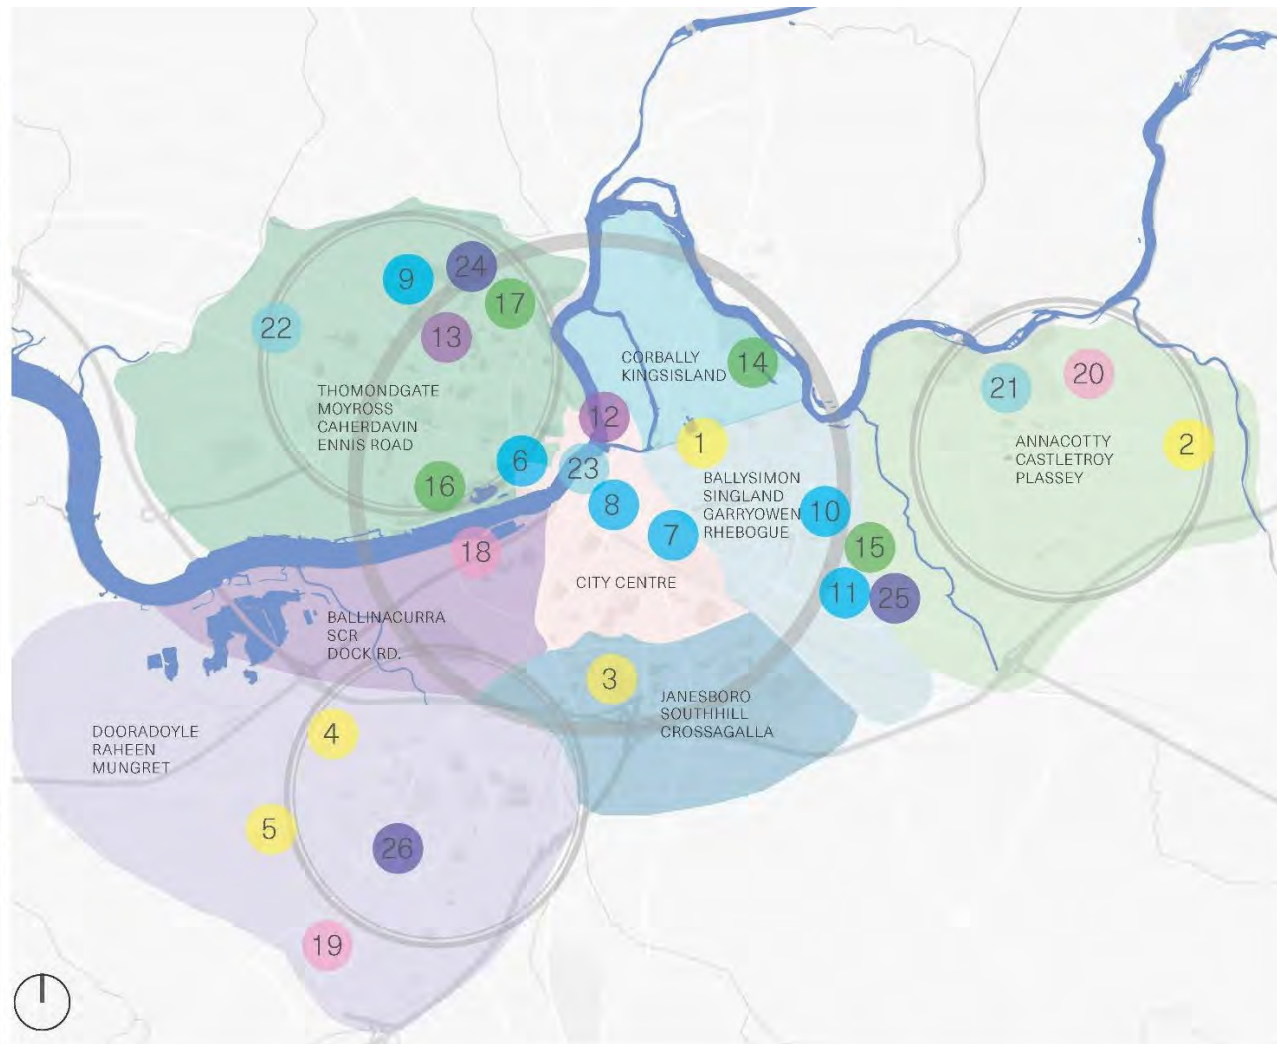 24
9
17
22
13
CORBALLY
KINGSISLAND
14
20
21
THOMONDGATE
MOYROSS
CAHERDAVIN
ENNIS ROAD
12
1
2
ANNACOTTY
CASTLETROY
PLASSEY
6
23
16
BALLYSIMON
SINGLAND
GARRYOWEN
RHEBOGUE
8
10
7
15
18
CITY CENTRE
11
25
BALLINACURRA
SCR
DOCK RD.
3
JANESBORO
SOUTHHILL
CROSSAGALLA
4
DOORADOYLE
RAHEEN
MUNGRET
5
26
19